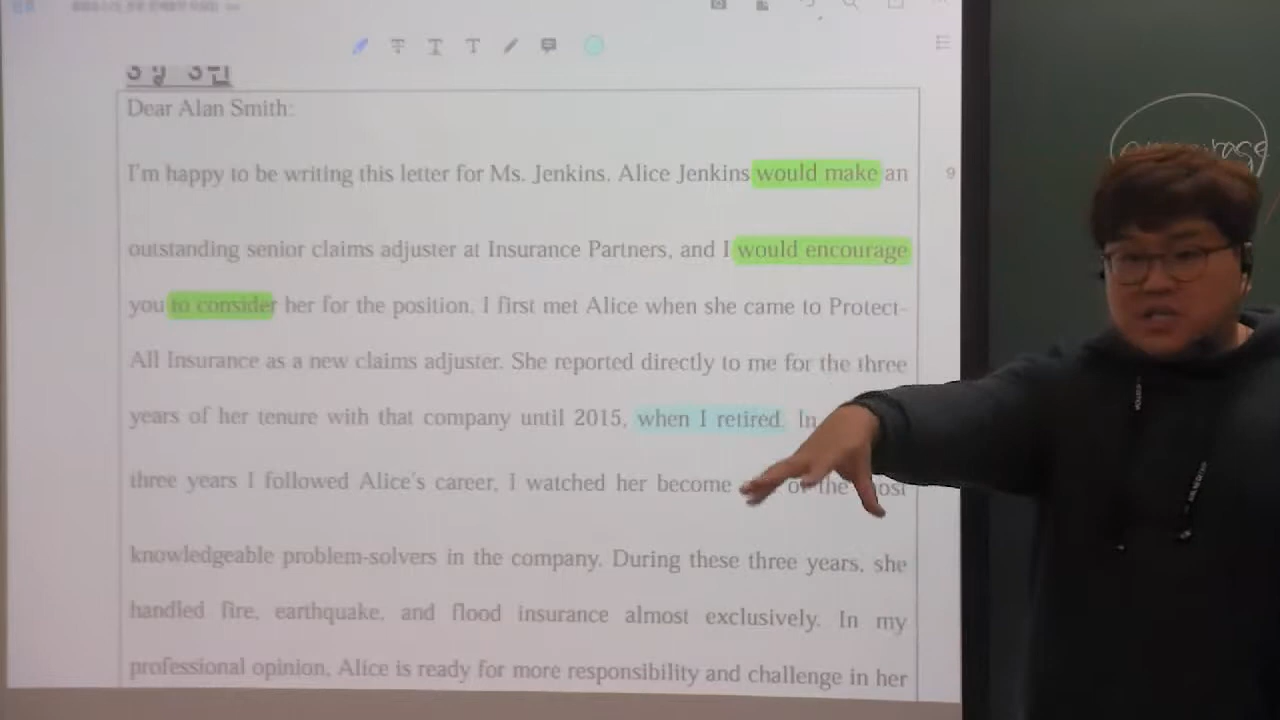 Dear Alan Smith:
I'm happy to be writing this letter for Ms. Jenkins. Alice Jenkins would make an
9
outstanding senior claims adjuster at Insurance Partners, and I would encourage
you to consider her for the position. I first met Alice when she came to Protect-
All Insurance as a new claims adjuster. She reported directly to me for the three
years of her tenure with that company until 2015, when I retired. In
three years I followed Alice's career, I watched her become of the most
knowledgeable problem-solvers in the company. During these three years, she
handled fire, earthquake, and flood insurance almost exclusively. In my
professional opinion, Alice is ready for more responsibility and challenge in her